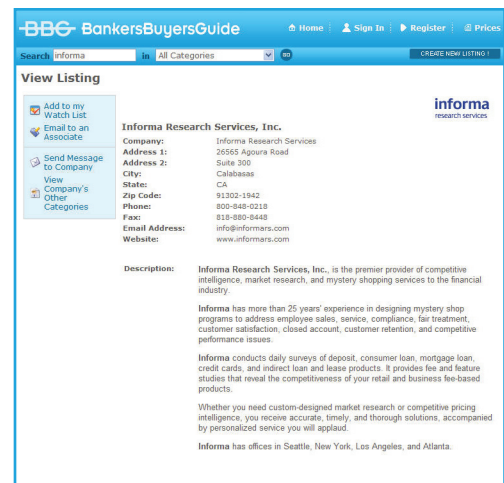 BBG BankersBuyersGuide
Home Sign In Register Prices
Search informa in All Categories GO CREATE NEW LISTING !
View Listing
Add to my
Watch List
Email to an
Associate
Send Message
to Company
View
Company's
Other
Categories
informa
research services
Informa Research Services, Inc.
Company: Informa Research Services
Address 1: 26565 Agoura Road
Address 2: Suite 300
City: Calabasas
State: CA
Zip Code: 91302-1942
Phone: 800-848-0218
Fax: 818-880-8448
Email Address: info@informars.com
Website: www.informars.com
Description: Informa Research Services, Inc., is the premier provider of competitive
intelligence, market research, and mystery shopping services to the financial
industry.
Informa has more than 25 years' experience in designing mystery shop
programs to address employee sales, service, compliance, fair treatment,
customer satisfaction, closed account, customer retention, and competitive
performance issues.
Informa conducts daily surveys of deposit, consumer loan, mortgage loan,
credit cards, and indirect loan and lease products. It provides fee and feature
studies that reveal the competitiveness of your retail and business fee-based
products.
Whether you need custom-designed market research or competitive pricing
intelligence, you receive accurate, timely, and thorough solutions, accompanied
by personalized service you will applaud.
Informa has offices in Seattle, New York, Los Angeles, and Atlanta.